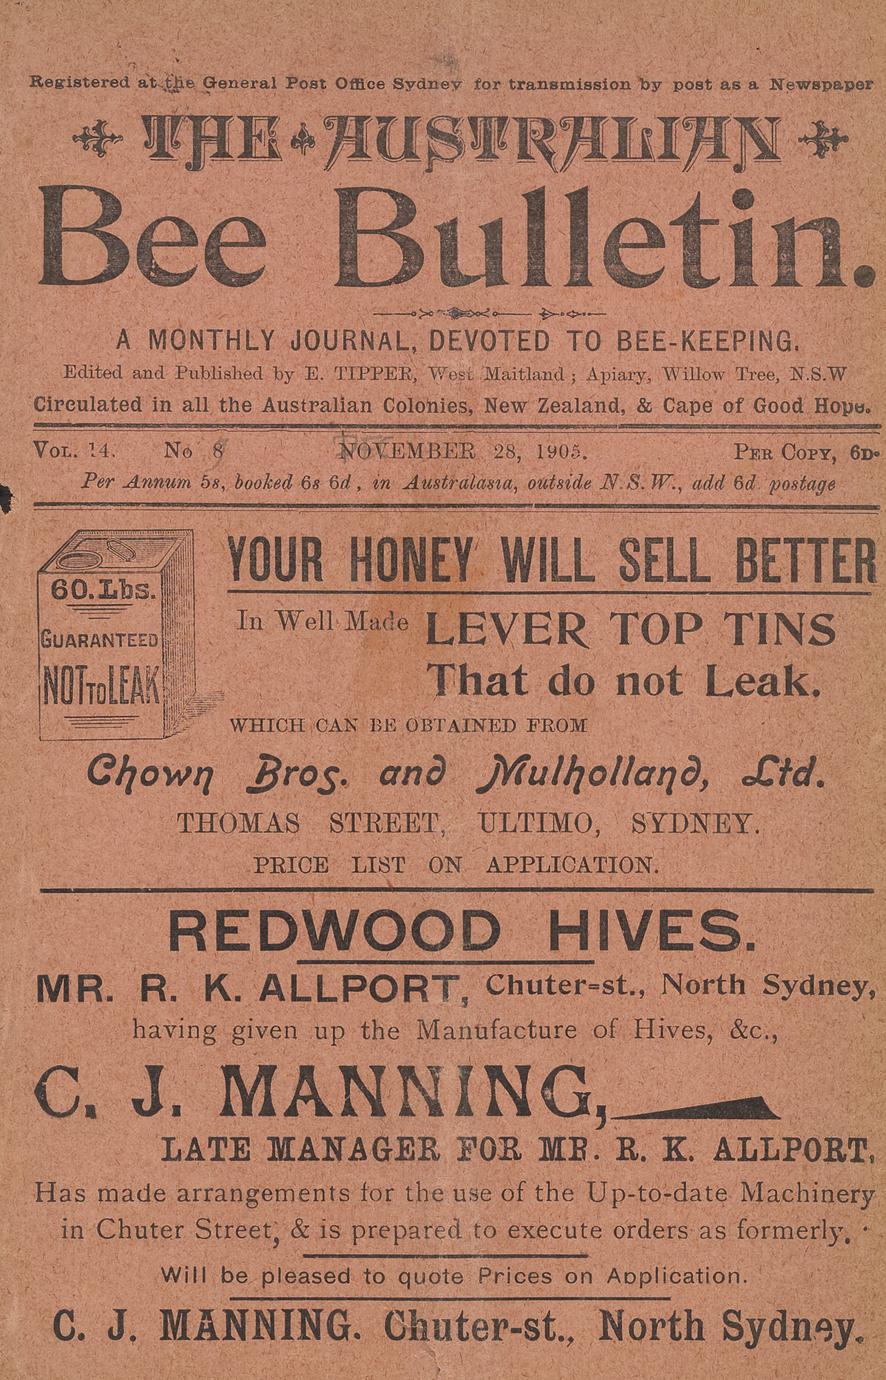 Registered at the General Post Office Sydney for transmission by post as a Newspaper
THE AUSTRALIAN
Bee Bulletin.
A MONTHLY JOURNAL, DEVOTED TO BEE-KEEPING.
Edited and Published by E. TIPPER, West Maitland; Apiary, Willow Tree, N.S.W
Circulated in all the Australian Colonies, New Zealand, & Cape of Good Hope.
VOL. 14. No 8 NOVEMBER 28, 1905. PER COPY, 6D.
Per Annum 5s, booked 6s 6d, in Australasia, outside N.S.W., add 6d postage
YOUR HONEY WILL SELL BETTER
60.Lbs.
GUARANTEED
NOT TO LEAK
In Well Made LEVER TOP TINS
That do not Leak.
WHICH CAN BE OBTAINED FROM
Chown Bros. and Mulholland, Ltd.
THOMAS STREET, ULTIMO, SYDNEY.
PRICE LIST ON APPLICATION.
REDWOOD HIVES.
MR. R. K. ALLPORT, Chuter=st., North Sydney,
having given up the Manufacture of Hives, &c.,
C. J. MANNING,
LATE MANAGER FOR MR. R. K. ALLPORT,
Has made arrangements for the use of the Up-to-date Machinery
in Chuter Street, & is prepared to execute orders as formerly.
Will be pleased to quote Prices on Application.
C. J. MANNING. Chuter-st., North Sydney.